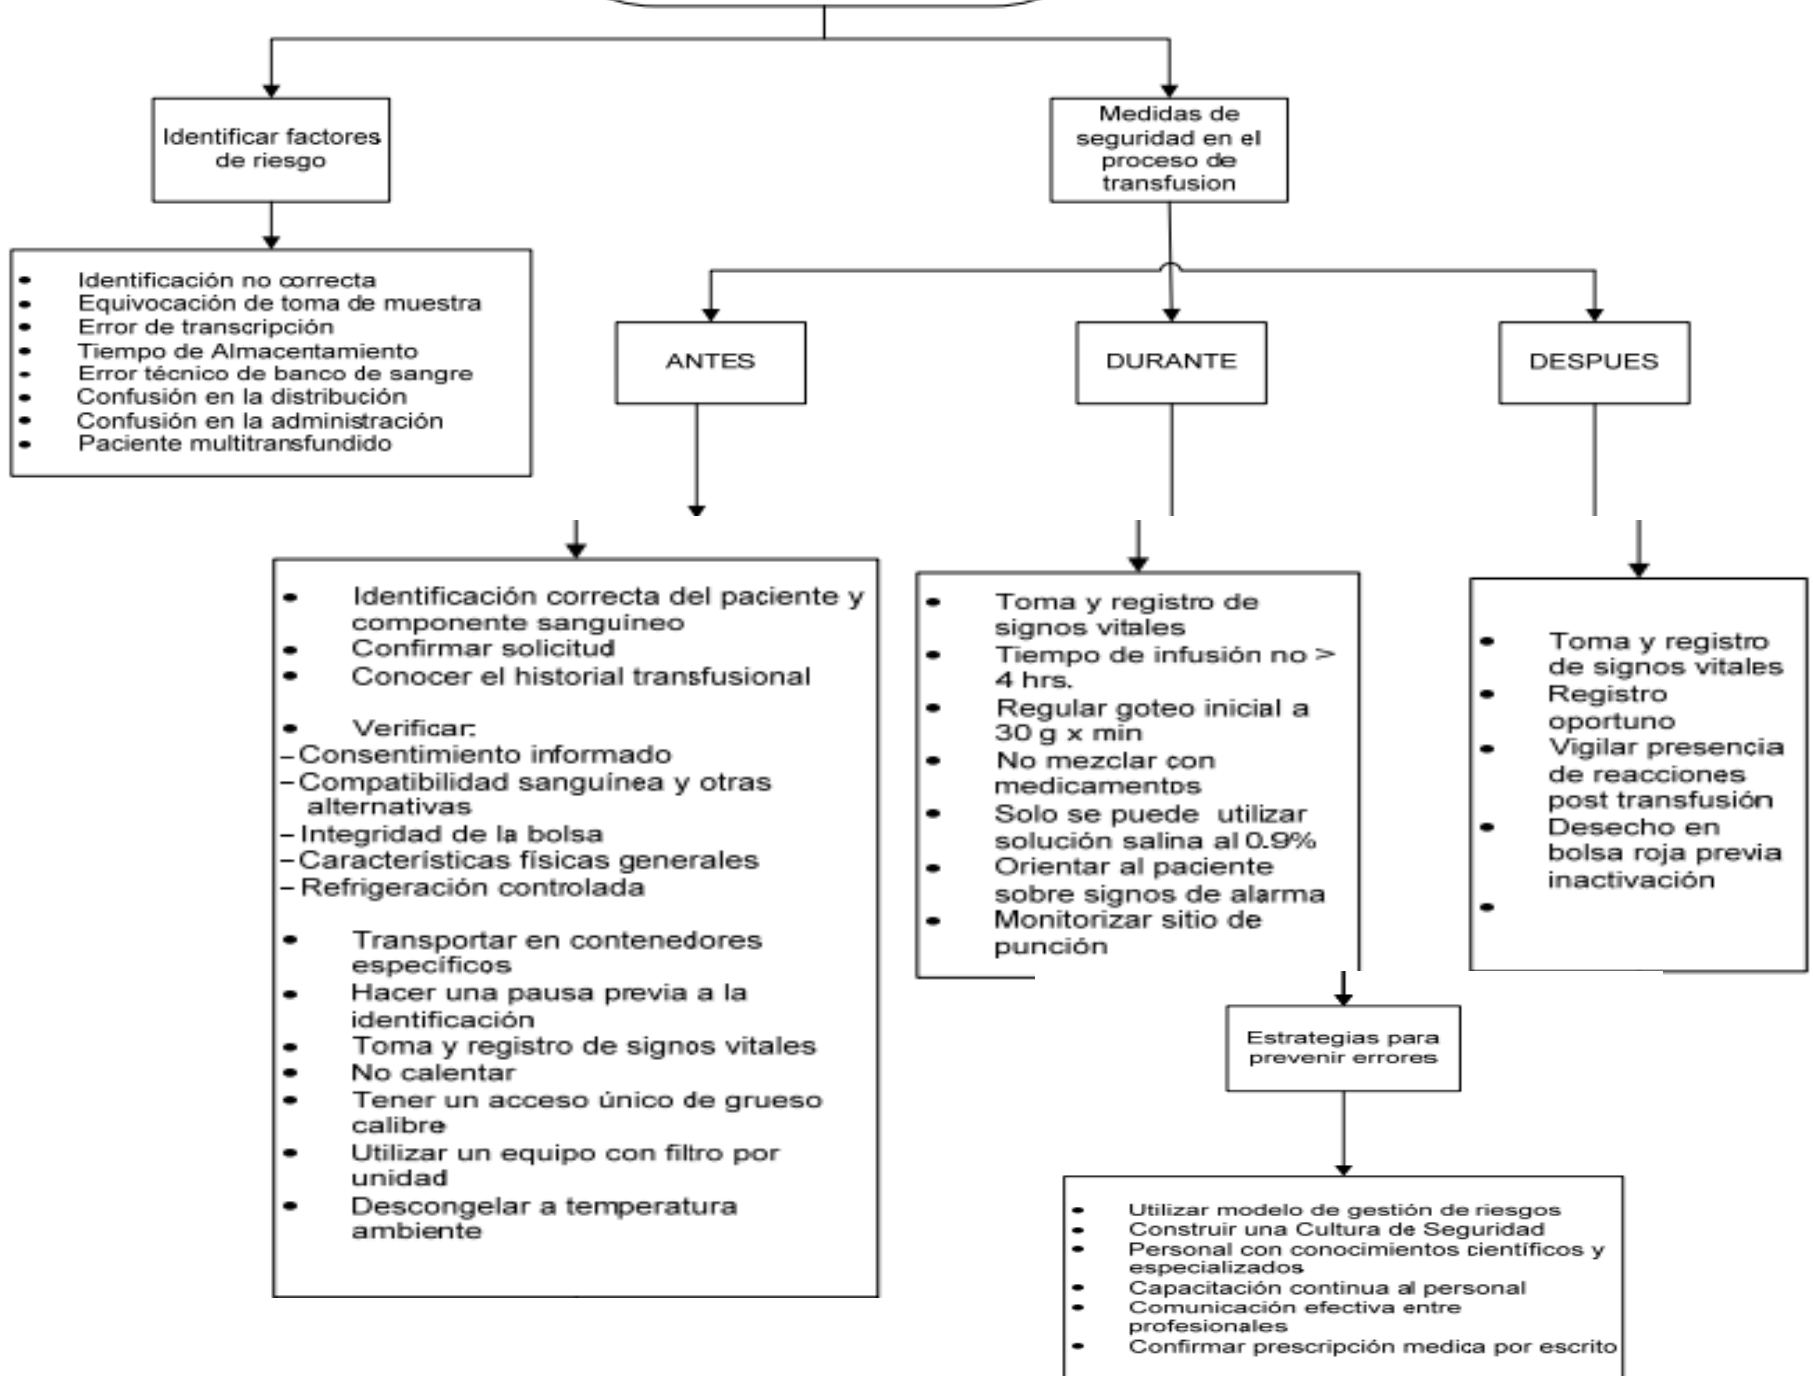 Identificar factores
de riesgo
Medidas de
seguridad en el
proceso de
transfusion
• Identificación no correcta
• Equivocación de toma de muestra
• Error de transcripción
• Tiempo de Almacentamiento
• Error técnico de banco de sangre
• Confusión en la distribución
• Confusión en la administración
• Paciente multitransfundido
ANTES
DURANTE
DESPUES
• Identificación correcta del paciente y
componente sanguíneo
• Confirmar solicitud
• Conocer el historial transfusional
• Verificar:
–Consentimiento informado
–Compatibilidad sanguínea y otras
alternativas
–Integridad de la bolsa
–Características físicas generales
–Refrigeración controlada
• Transportar en contenedores
específicos
• Hacer una pausa previa a la
identificación
• Toma y registro de signos vitales
• No calentar
• Tener un acceso único de grueso
calibre
• Utilizar un equipo con filtro por
unidad
• Descongelar a temperatura
ambiente
• Toma y registro de
signos vitales
• Tiempo de infusión no >
4 hrs.
• Regular goteo inicial a
30 g x min
• No mezclar con
medicamentos
• Solo se puede utilizar
solución salina al 0.9%
• Orientar al paciente
sobre signos de alarma
• Monitorizar sitio de
punción
• Toma y registro
de signos vitales
• Registro
oportuno
• Vigilar presencia
de reacciones
post transfusión
• Desecho en
bolsa roja previa
inactivación
•
Estrategias para
prevenir errores
• Utilizar modelo de gestión de riesgos
• Construir una Cultura de Seguridad
• Personal con conocimientos científicos y
especializados
• Capacitación continua al personal
• Comunicación efectiva entre
profesionales
• Confirmar prescripción medica por escrito